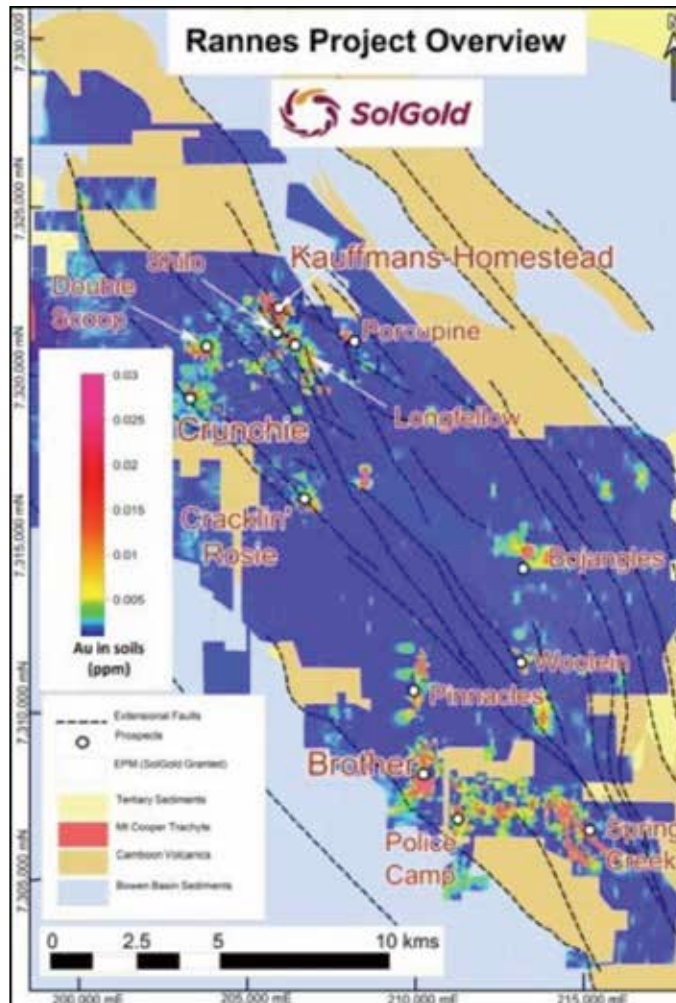 Rannes Project Overview
SolGold
N
7,330,000
7,325,000 mN
7,320,000 mN
7,315,000 mN
7,310,000 mN
7,305,000 mN
Kauffmans-Homestead
Shilo
Double
Scoop
Porcupine
Longfellow
Crunchie
Cracklin'
Rosie
Bojangles
Woolein
Pinnacles
Brother
Police
Camp
Spring
Creek
0.03
0.025
0.02
0.015
0.01
0.005
Au in soils
(ppm)
Extensional Faults
Prospects
EPM (SolGold Granted)
Tertiary Sediments
Mt Cooper Trachyte
Camboon Volcanics
Bowen Basin Sediments
0 2.5 5 10 kms
200,000 mE 205,000 mE 210,000 mE 215,000 mE